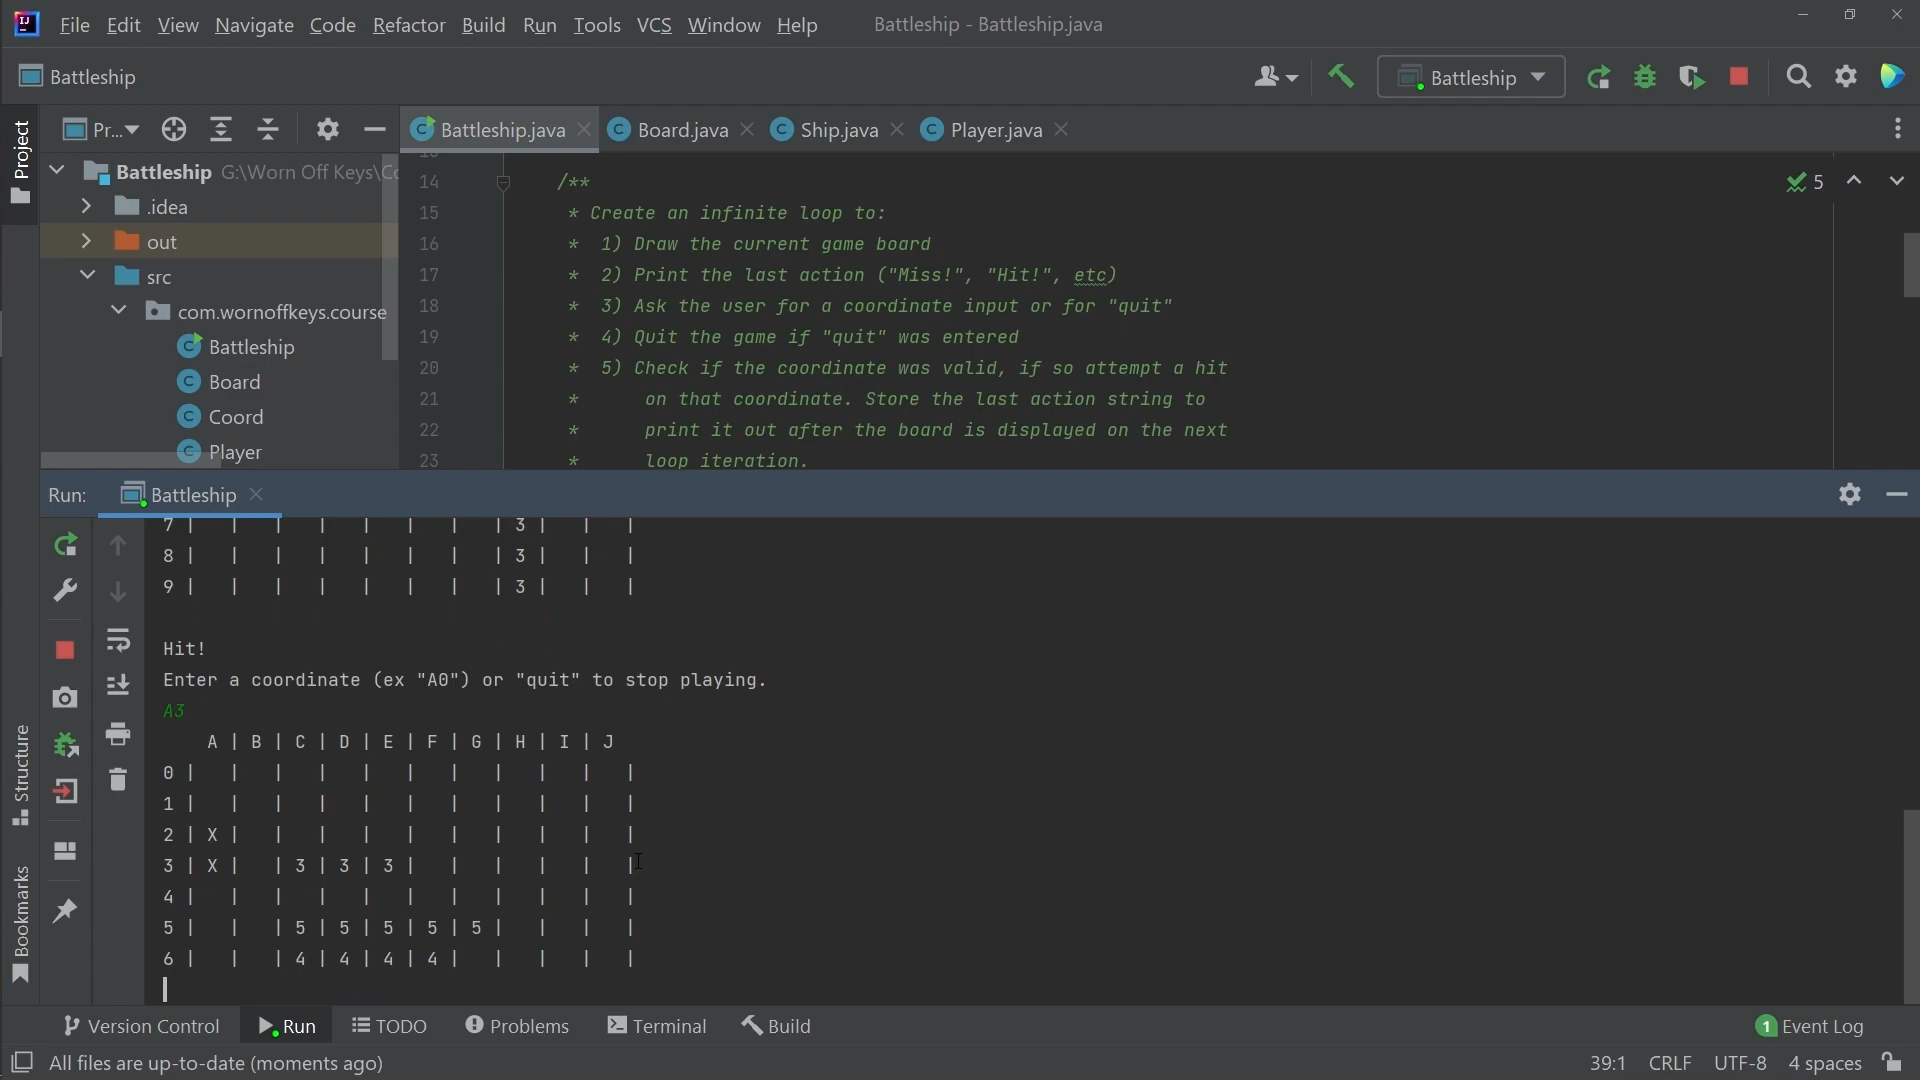 File Edit View Navigate Code Refactor Build Run Tools VCS Window Help Battleship - Battleship.java
Battleship Battleship
Project
Pr... Battleship.java Board.java Ship.java Player.java
Battleship G:\Worn Off Keys\Co
.idea
out
src
com.wornoffkeys.course
Battleship
Board
Coord
Player
14 /**
15 * Create an infinite loop to:
16 * 1) Draw the current game board
17 * 2) Print the last action ("Miss!", "Hit!", etc)
18 * 3) Ask the user for a coordinate input or for "quit"
19 * 4) Quit the game if "quit" was entered
20 * 5) Check if the coordinate was valid, if so attempt a hit
21 * on that coordinate. Store the last action string to
22 * print it out after the board is displayed on the next
23 * loop iteration.
5
Run: Battleship
7 | | | | | | | | 3 | | |
8 | | | | | | | | 3 | | |
9 | | | | | | | | 3 | | |
Hit!
Enter a coordinate (ex "A0") or "quit" to stop playing.
A3
A | B | C | D | E | F | G | H | I | J
0 | | | | | | | | | | |
1 | | | | | | | | | | |
2 | X | | | | | | | | | |
3 | X | | 3 | 3 | 3 | | | | | |
4 | | | | | | | | | | |
5 | | | 5 | 5 | 5 | 5 | 5 | | | |
6 | | | 4 | 4 | 4 | 4 | | | | |
Structure
Bookmarks
Version Control Run TODO Problems Terminal Build 1 Event Log
All files are up-to-date (moments ago) 39:1 CRLF UTF-8 4 spaces